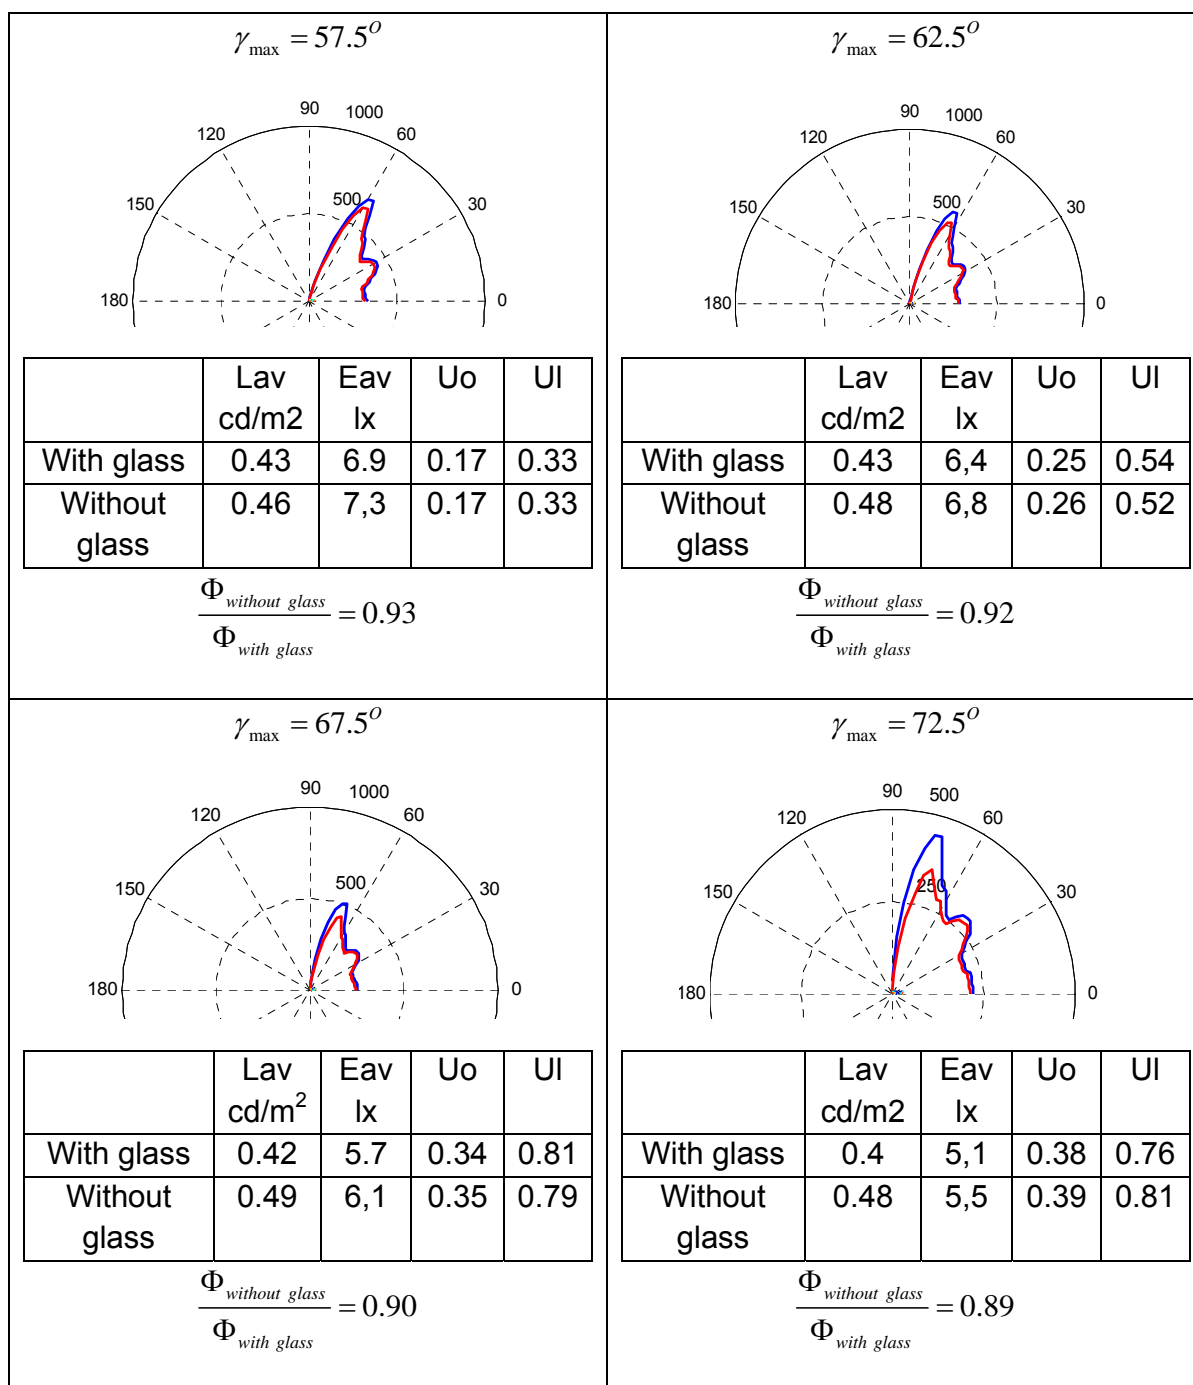 γmax = 57.5^O
90 1000
120 60
500
150 30
180 0
Lav Eav Uo Ul
cd/m2 lx
With glass 0.43 6.9 0.17 0.33
Without 0.46 7,3 0.17 0.33
glass
Φwithout glass / Φwith glass = 0.93
γmax = 62.5^O
90 1000
120 60
500
150 30
180 0
Lav Eav Uo Ul
cd/m2 lx
With glass 0.43 6,4 0.25 0.54
Without 0.48 6,8 0.26 0.52
glass
Φwithout glass / Φwith glass = 0.92
γmax = 67.5^O
90 1000
120 60
500
150 30
180 0
Lav Eav Uo Ul
cd/m² lx
With glass 0.42 5.7 0.34 0.81
Without 0.49 6,1 0.35 0.79
glass
Φwithout glass / Φwith glass = 0.90
γmax = 72.5^O
90 500
120 60
250
150 30
180 0
Lav Eav Uo Ul
cd/m2 lx
With glass 0.4 5,1 0.38 0.76
Without 0.48 5,5 0.39 0.81
glass
Φwithout glass / Φwith glass = 0.89